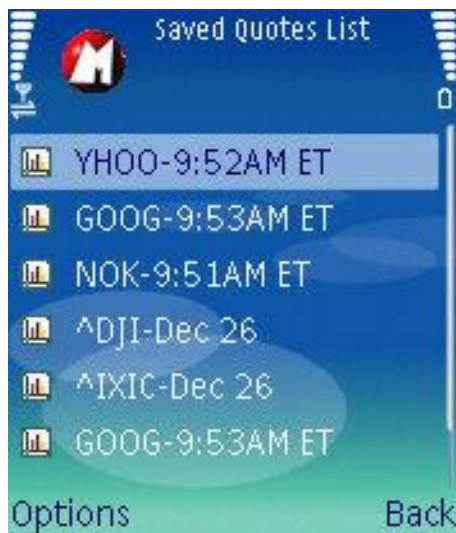 Saved Quotes List
M
YHOO-9:52AM ET
GOOG-9:53AM ET
NOK-9:51AM ET
^DJI-Dec 26
^IXIC-Dec 26
GOOG-9:53AM ET
Options Back